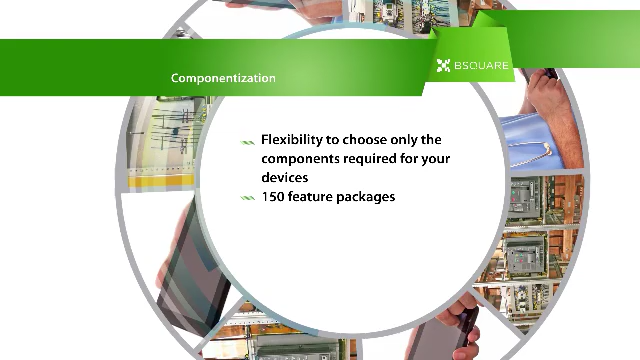 Componentization
BSQUARE
Flexibility to choose only the
components required for your
devices
150 feature packages